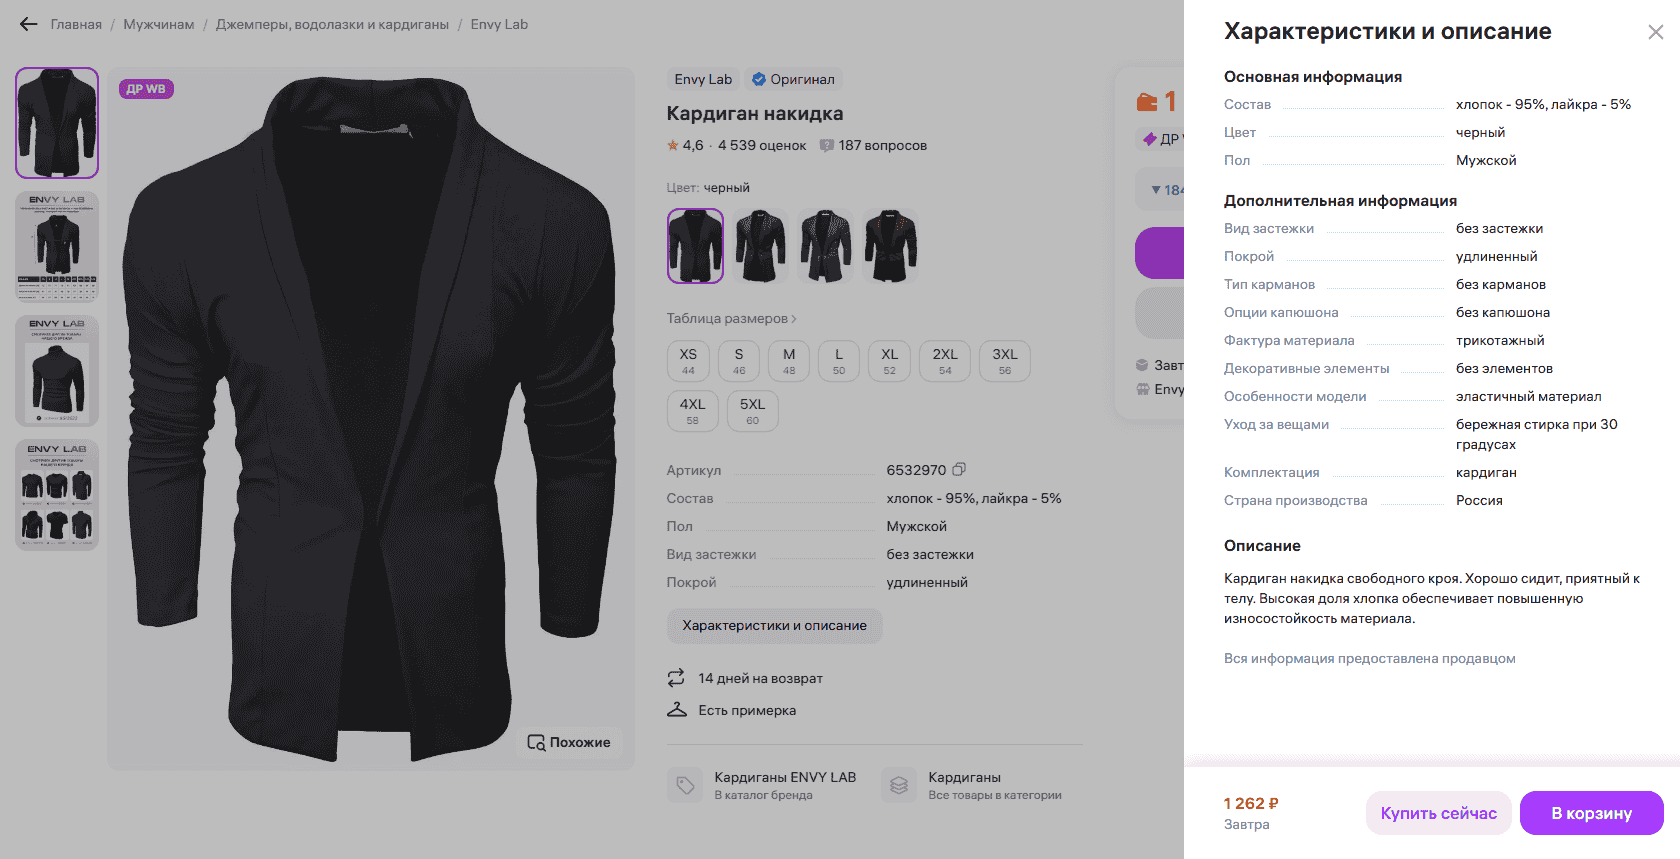 Главная / Мужчинам / Джемперы, водолазки и кардиганы / Envy Lab
ДР WB
ENVY LAB
ENVY LAB
ENVY LAB
Похожие
Envy Lab
Оригинал
Кардиган накидка
4,6 · 4 539 оценок
187 вопросов
Цвет: черный
Таблица размеров
XS
44
S
46
M
48
L
50
XL
52
2XL
54
3XL
56
4XL
58
5XL
60
Артикул 6532970
Состав хлопок - 95%, лайкра - 5%
Пол Мужской
Вид застежки без застежки
Покрой удлиненный
Характеристики и описание
14 дней на возврат
Есть примерка
Кардиганы ENVY LAB
В каталог бренда
Кардиганы
Все товары в категории
1
ДР
184
Завт
Envy
Характеристики и описание
Основная информация
Состав хлопок - 95%, лайкра - 5%
Цвет черный
Пол Мужской
Дополнительная информация
Вид застежки без застежки
Покрой удлиненный
Тип карманов без карманов
Опции капюшона без капюшона
Фактура материала трикотажный
Декоративные элементы без элементов
Особенности модели эластичный материал
Уход за вещами бережная стирка при 30
градусах
Комплектация кардиган
Страна производства Россия
Описание
Кардиган накидка свободного кроя. Хорошо сидит, приятный к
телу. Высокая доля хлопка обеспечивает повышенную
износостойкость материала.
Вся информация предоставлена продавцом
1 262 ₽
Завтра
Купить сейчас
В корзину